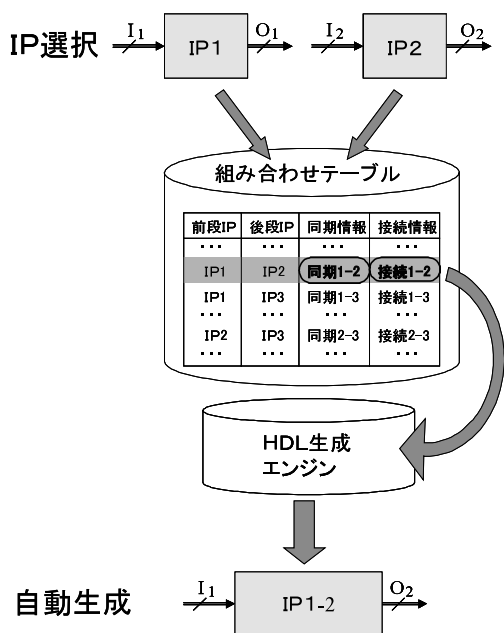 IP選択
I1
IP1
O1
I2
IP2
O2
組み合わせテーブル
前段IP 後段IP 同期情報 接続情報
・・・ ・・・ ・・・ ・・・
IP1 IP2 同期1-2 接続1-2
IP1 IP3 同期1-3 接続1-3
・・・ ・・・ ・・・ ・・・
IP2 IP3 同期2-3 接続2-3
・・・ ・・・ ・・・ ・・・
HDL生成
エンジン
自動生成
I1
IP1-2
O2